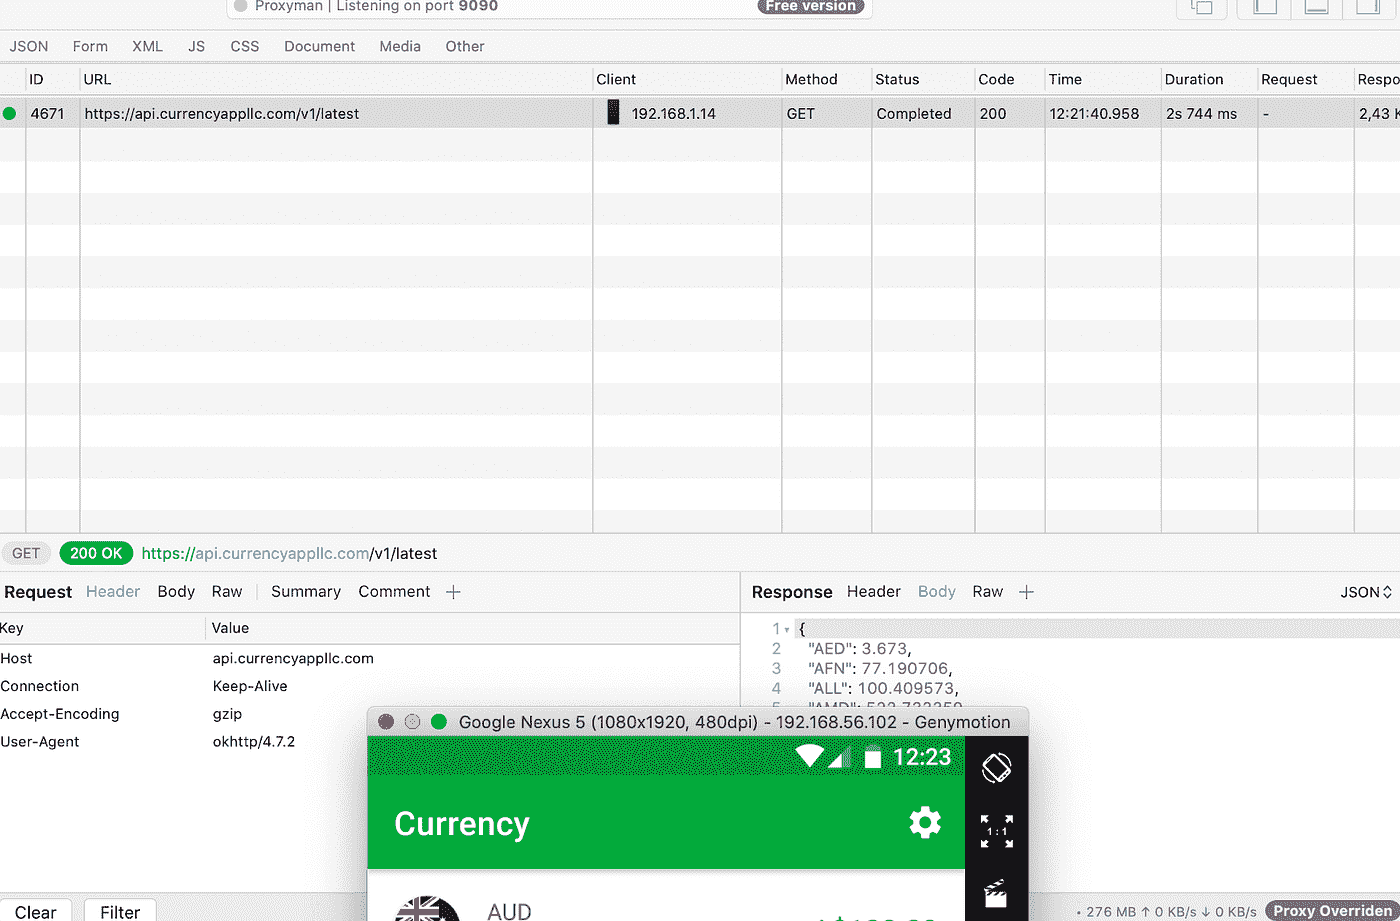 Proxyman | Listening on port 9090 Free version
JSON Form XML JS CSS Document Media Other
ID URL Client Method Status Code Time Duration Request Respo
4671 https://api.currencyappllc.com/v1/latest 192.168.1.14 GET Completed 200 12:21:40.958 2s 744 ms - 2,43 K
GET 200 OK https://api.currencyappllc.com/v1/latest
Request Header Body Raw Summary Comment + Response Header Body Raw + JSON
Key Value
Host api.currencyappllc.com
Connection Keep-Alive
Accept-Encoding gzip
User-Agent okhttp/4.7.2
1 {
2 "AED": 3.673,
3 "AFN": 77.190706,
4 "ALL": 100.409573,
Google Nexus 5 (1080x1920, 480dpi) - 192.168.56.102 - Genymotion
12:23
Currency
1:1
AUD
Clear Filter • 276 MB ↑ 0 KB/s ↓ 0 KB/s Proxy Overriden